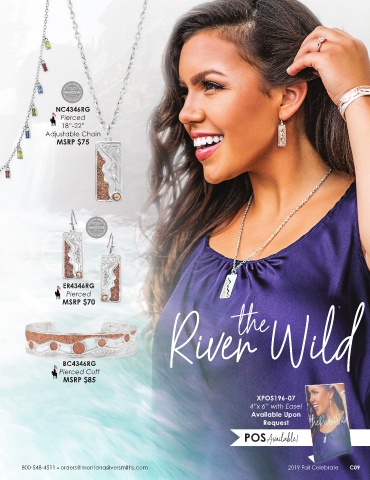 NC4346RG
Pierced
18"-22"
Adjustable Chain
MSRP $75
ER4346RG
Pierced
MSRP $70
BC4346RG
Pierced Cuff
MSRP $85
the
River Wild
XPOS196-07
4"x 6" with Easel
Available Upon
Request
POS Available!
800-548-4511 • orders@montanasilversmiths.com
2019 Fall Celebrate C09